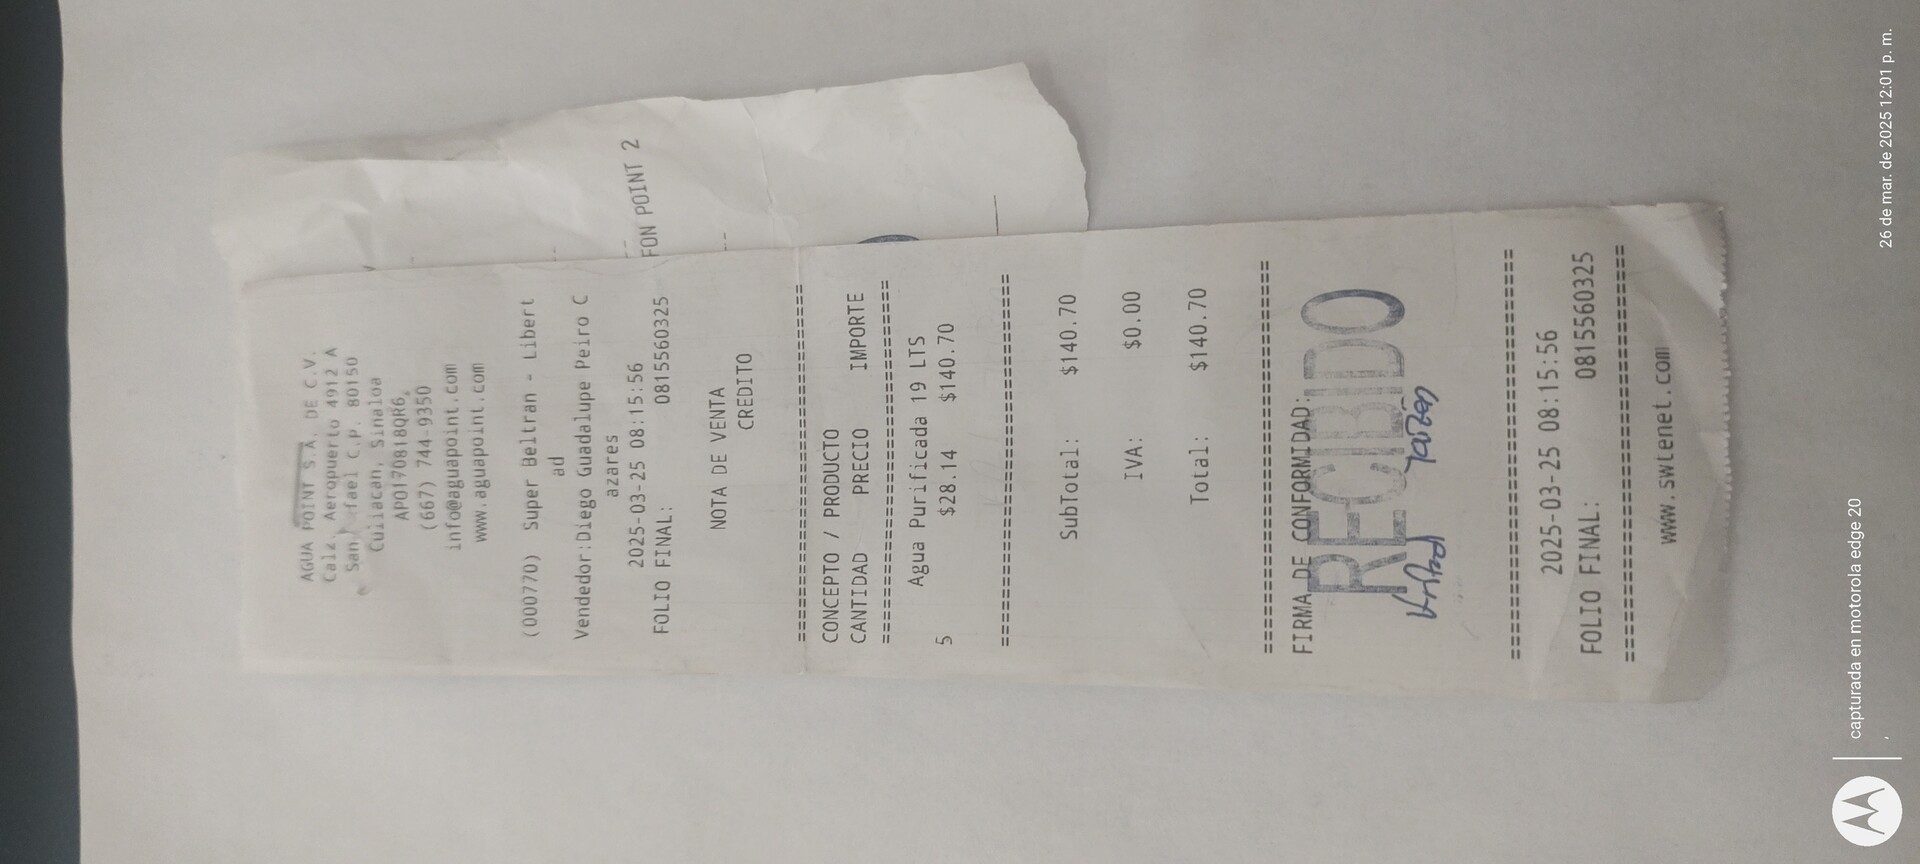 AGUA POINT S.A. DE C.V.
Calz. Aeropuerto 4912 A
San fael C.P. 80150
Culiacan, Sinaloa
APO170818QR6,
(667) 744-9350
info@aguapoint.com
www.aguapoint.com
(000770) Super Beltran - Libert
ad
Vendedor:Diego Guadalupe Peiro C
azares
2025-03-25 08:15:56
FOLIO FINAL: 0815560325
NOTA DE VENTA
CREDITO
================================
CONCEPTO / PRODUCTO
CANTIDAD PRECIO IMPORTE
================================
Agua Purificada 19 LTS
5 $28.14 $140.70
================================
SubTotal: $140.70
IVA: $0.00
Total: $140.70
================================
FIRMA DE CONFORMIDAD:
RECIBIDO
================================
2025-03-25 08:15:56
FOLIO FINAL: 0815560325
================================
www.swlenet.com
FON POINT 2
capturada en motorola edge 20
26 de mar. de 2025 12:01 p. m.